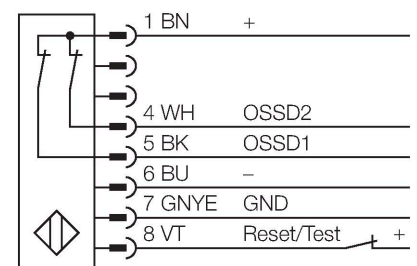 1 BN +
4 WH OSSD2
5 BK OSSD1
6 BU –
7 GNYE GND
8 VT Reset/Test +